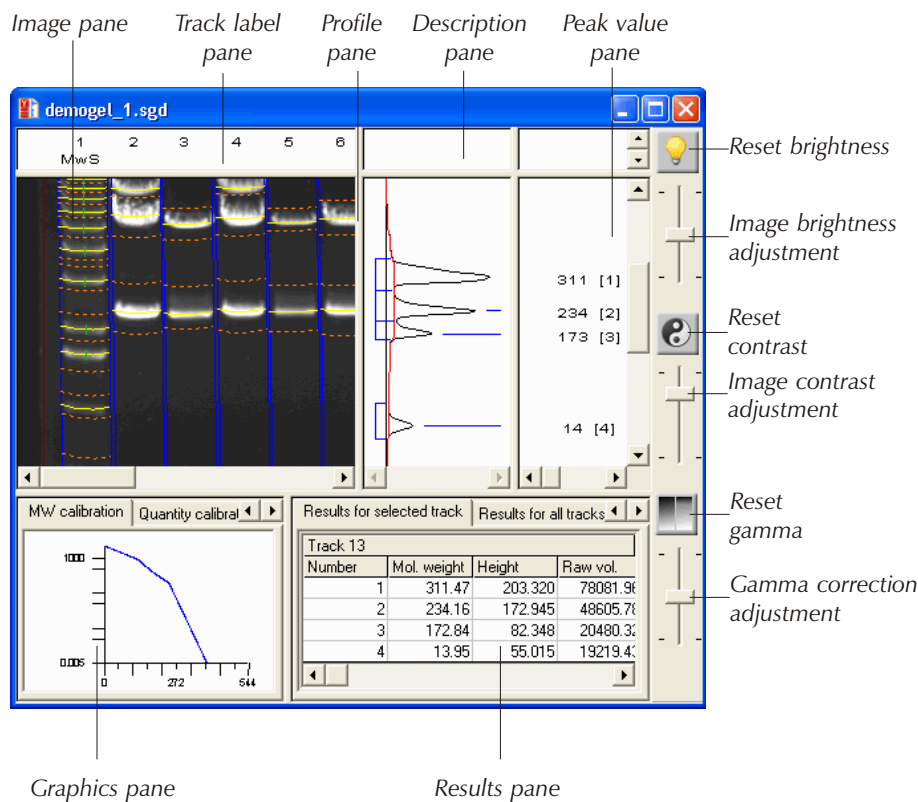 Image pane
Track label pane
Profile pane
Description pane
Peak value pane
demogel_1.sgd
1 2 3 4 5 6
MwS
Reset brightness
Image brightness adjustment
311 [1]
234 [2]
173 [3]
Reset contrast
Image contrast adjustment
14 [4]
MW calibration
Quantity calibrat
Results for selected track
Results for all tracks
Reset gamma
1000
0.005
0 272 544
Track 13
Number Mol. weight Height Raw vol.
1 311.47 203.320 78081.96
2 234.16 172.945 48605.78
3 172.84 82.348 20480.32
4 13.95 55.015 19219.43
Gamma correction adjustment
Graphics pane
Results pane